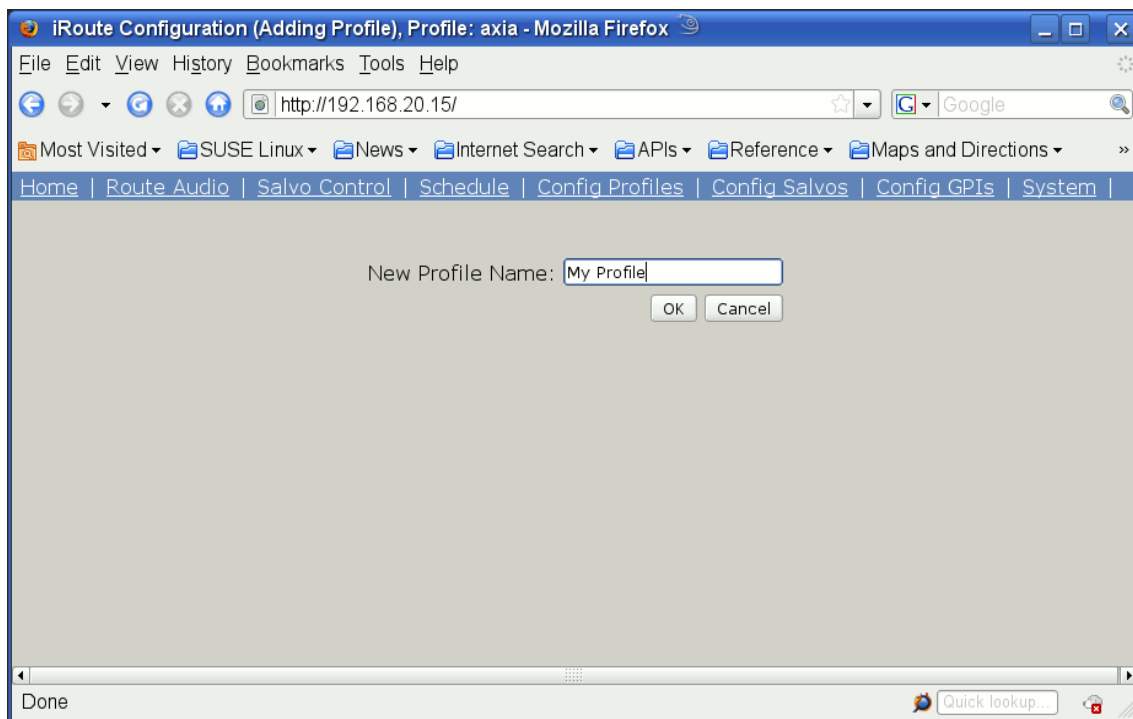 iRoute Configuration (Adding Profile), Profile: axia - Mozilla Firefox
File Edit View History Bookmarks Tools Help
http://192.168.20.15/ G Google
Most Visited SUSE Linux News Internet Search APIs Reference Maps and Directions »
Home | Route Audio | Salvo Control | Schedule | Config Profiles | Config Salvos | Config GPIs | System |
New Profile Name: My Profile
OK Cancel
Done Quick lookup...